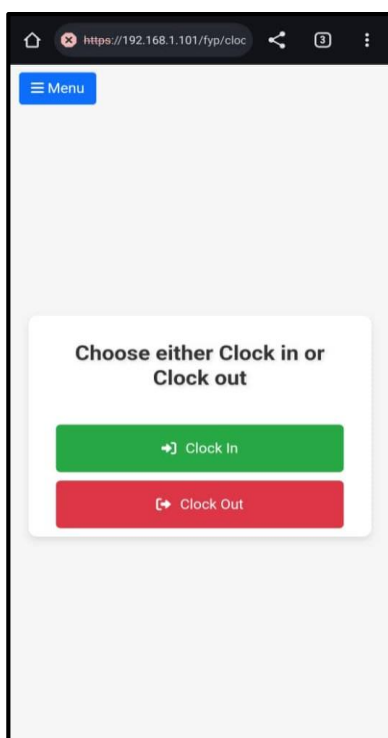 https://192.168.1.101/fyp/cloc
3
Menu
Choose either Clock in or
Clock out
Clock In
Clock Out